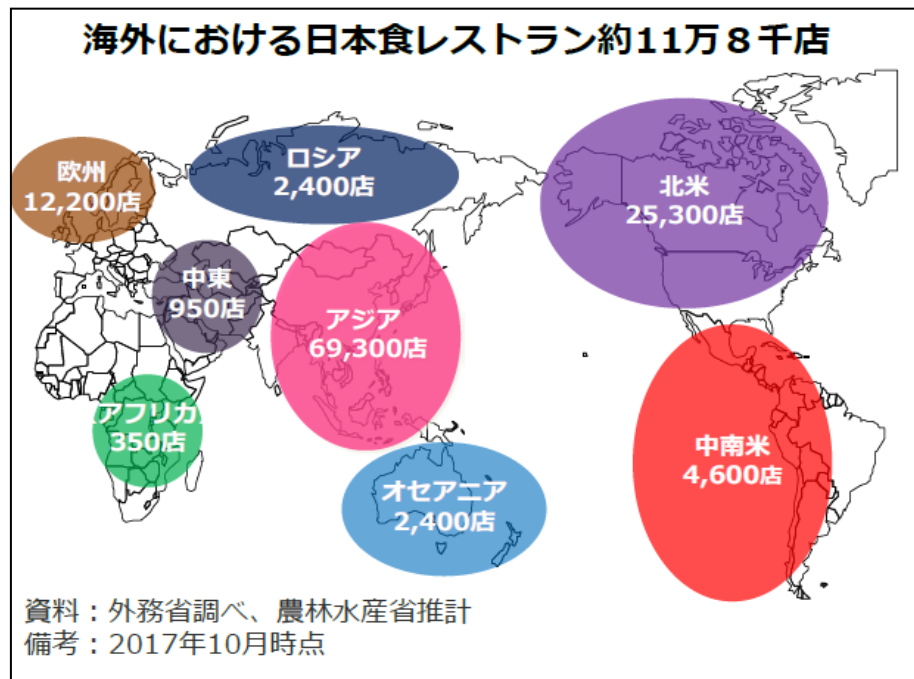 海外における日本食レストラン約11万８千店
欧州
12,200店
ロシア
2,400店
北米
25,300店
中東
950店
アジア
69,300店
アフリカ
350店
オセアニア
2,400店
中南米
4,600店
資料：外務省調べ、農林水産省推計
備考：2017年10月時点